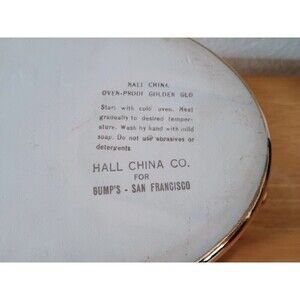 HALL CHINA
OVEN-PROOF GOLDEN GLO
Start with cold oven. Heat
gradually to desired temper-
ature. Wash by hand with mild
soap. Do not use abrasives or
detergents
HALL CHINA CO.
FOR
GUMP'S - SAN FRANCISCO